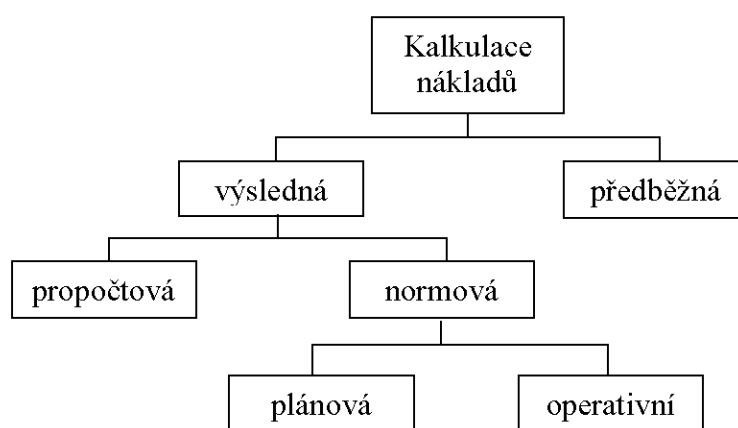 Kalkulace
nákladů
výsledná
předběžná
propočtová
normová
plánová
operativní